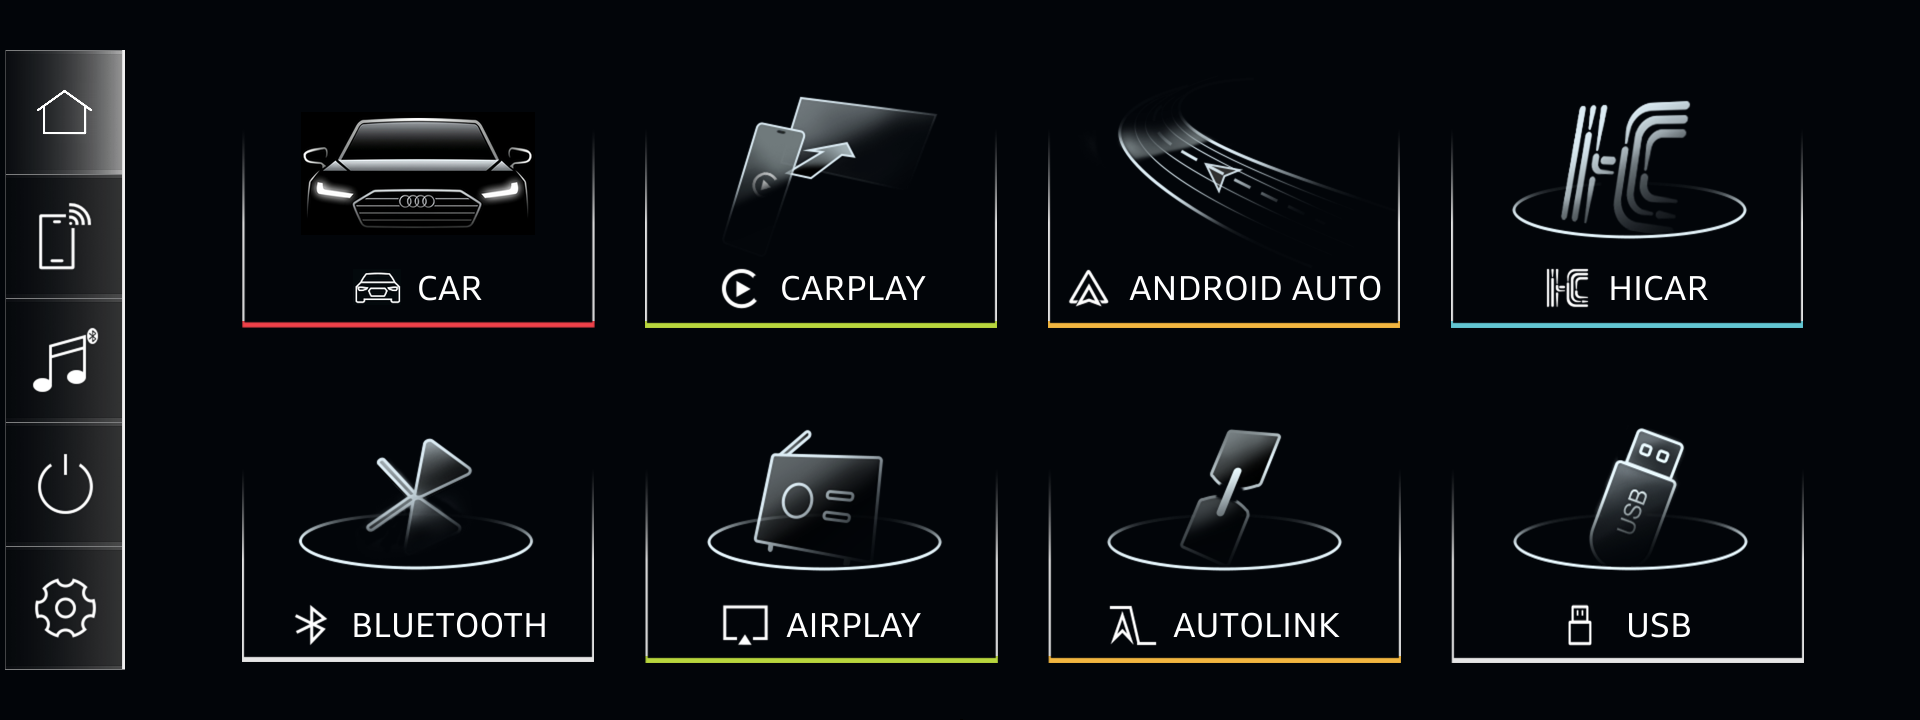 CAR
CARPLAY
ANDROID AUTO
HICAR
USB
BLUETOOTH
AIRPLAY
AUTOLINK
USB